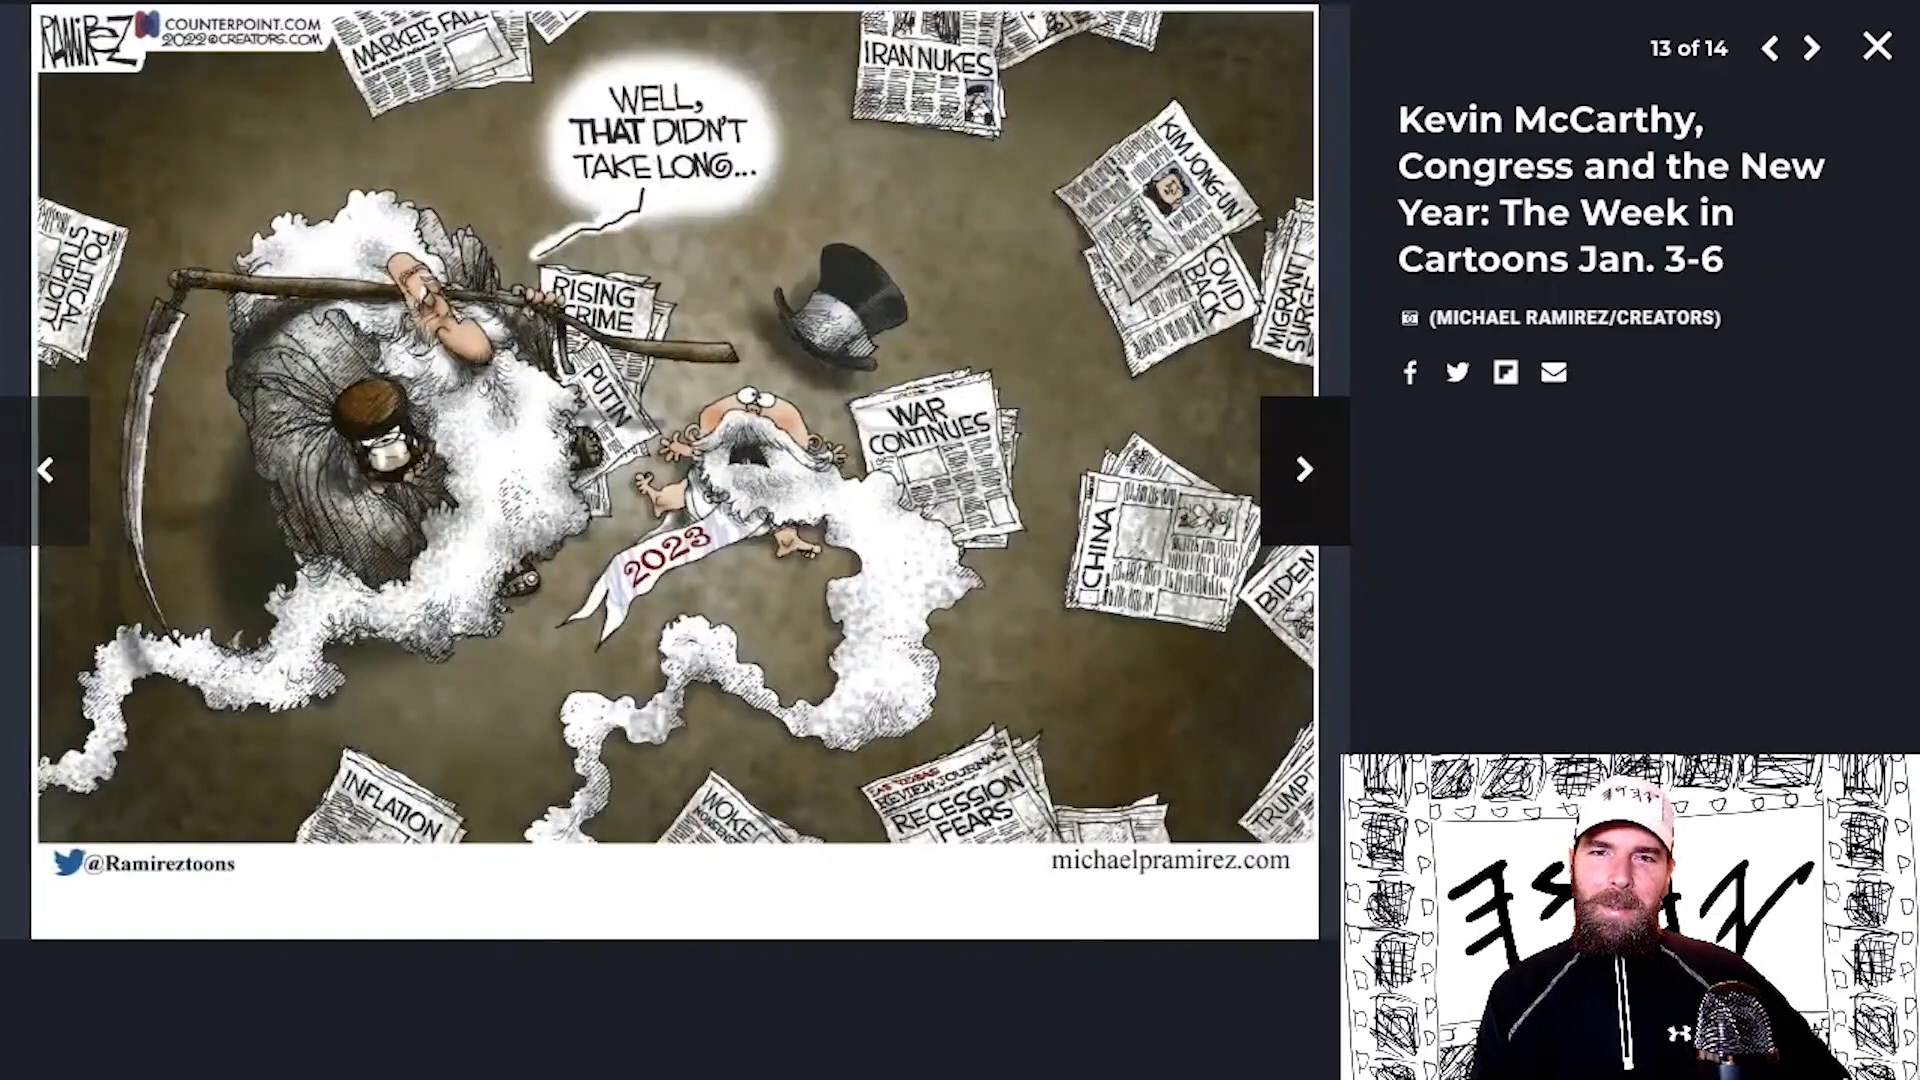 RAMIREZ
COUNTERPOINT.COM
2022 © CREATORS.COM
MARKETS FALL
IRAN NUKES
WELL,
THAT DIDN'T
TAKE LONG...
KIM JONG UN
COVID
BACK
MIGRANT
SURGE
POLITICAL
STUPIDITY
RISING
CRIME
PUTIN
WAR
CONTINUES
2023
CHINA
BIDEN
INFLATION
WOKE
REVIEW-JOURNAL
RECESSION
FEARS
TRUMP
@Ramireztoons
michaelpramirez.com
13 of 14
Kevin McCarthy,
Congress and the New
Year: The Week in
Cartoons Jan. 3-6
(MICHAEL RAMIREZ/CREATORS)